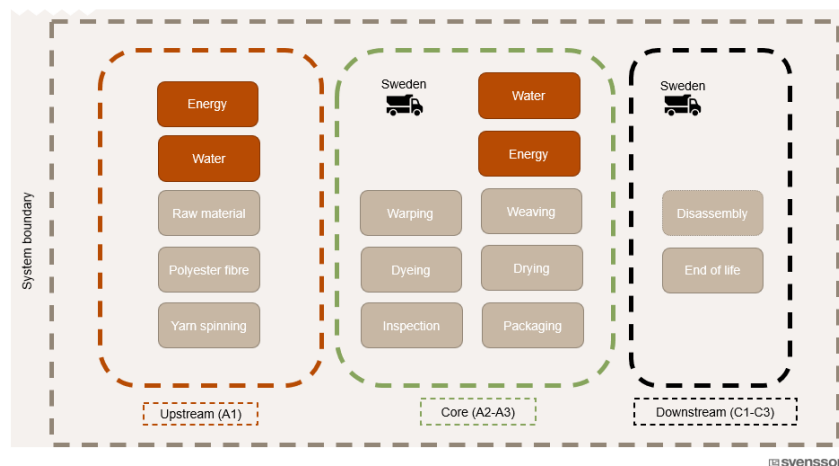 System boundary
Energy
Water
Raw material
Polyester fibre
Yarn spinning
Upstream (A1)
Sweden
Water
Energy
Warping
Weaving
Dyeing
Drying
Inspection
Packaging
Core (A2-A3)
Sweden
Disassembly
End of life
Downstream (C1-C3)
svensson